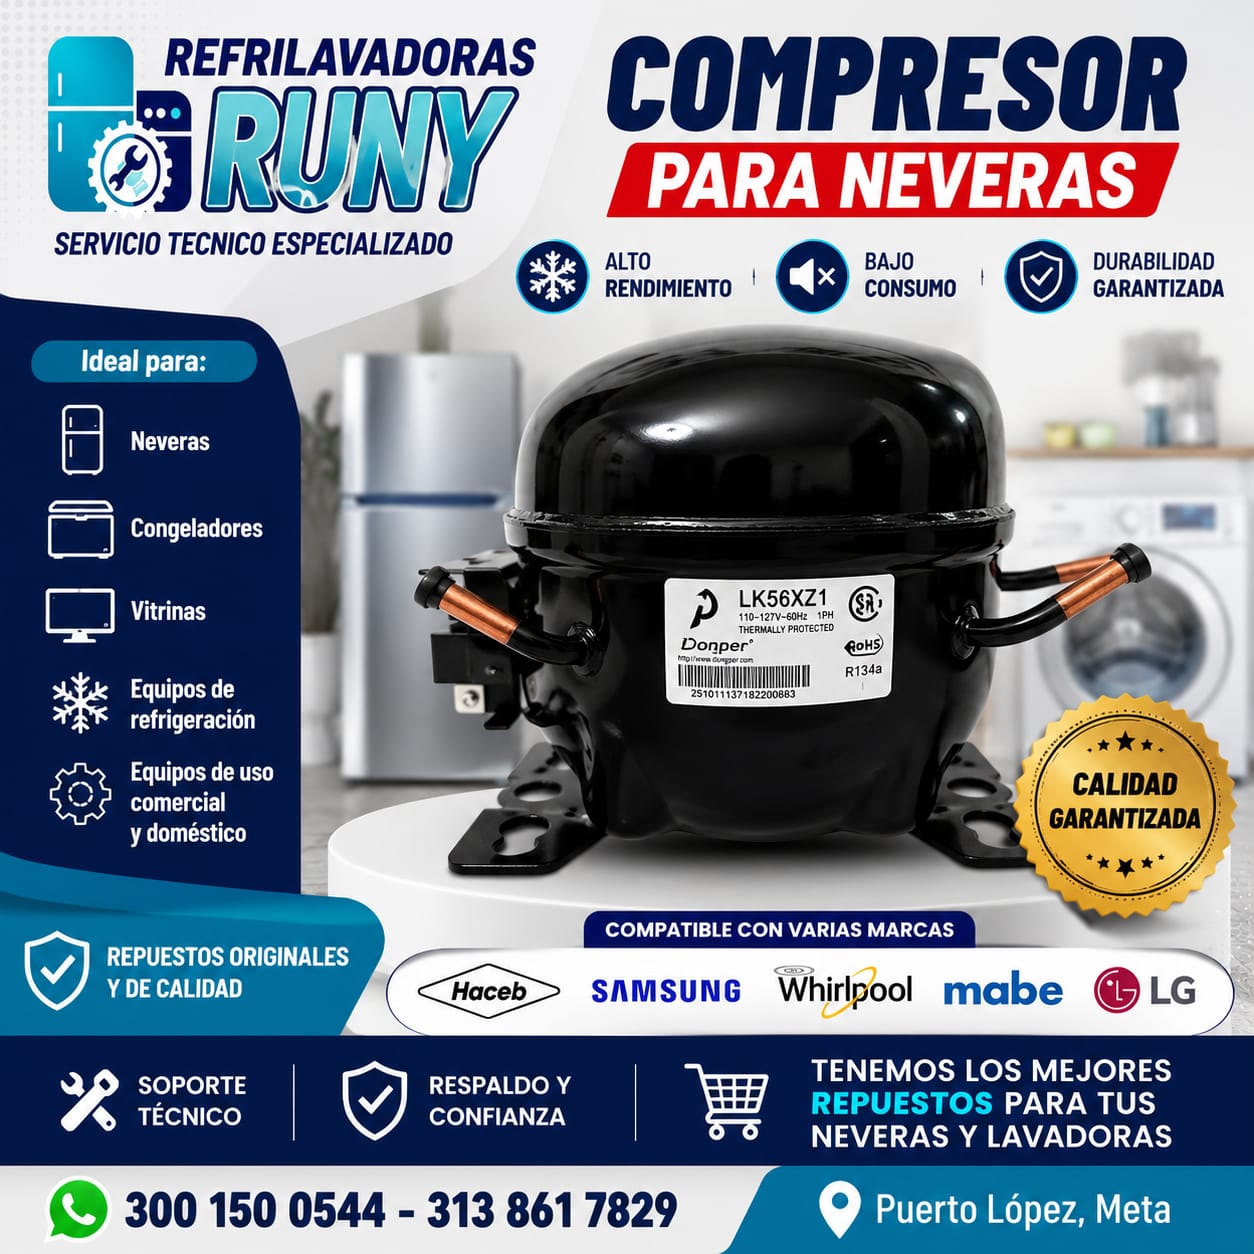 REFRILAVADORAS
RUNY
SERVICIO TECNICO ESPECIALIZADO
COMPRESOR
PARA NEVERAS
ALTO
RENDIMIENTO
BAJO
CONSUMO
DURABILIDAD
GARANTIZADA
Ideal para:
Neveras
Congeladores
Vitrinas
Equipos de
refrigeración
Equipos de uso
comercial
y doméstico
LK56XZ1
110-127V~60Hz 1PH
THERMALLY PROTECTED
Donper®
RoHS
R134a
2S1011137182200883
CALIDAD
GARANTIZADA
REPUESTOS ORIGINALES
Y DE CALIDAD
COMPATIBLE CON VARIAS MARCAS
Haceb
SAMSUNG
Whirlpool
mabe
LG
SOPORTE
TÉCNICO
RESPALDO Y
CONFIANZA
TENEMOS LOS MEJORES
REPUESTOS PARA TUS
NEVERAS Y LAVADORAS
300 150 0544 - 313 861 7829
Puerto López, Meta